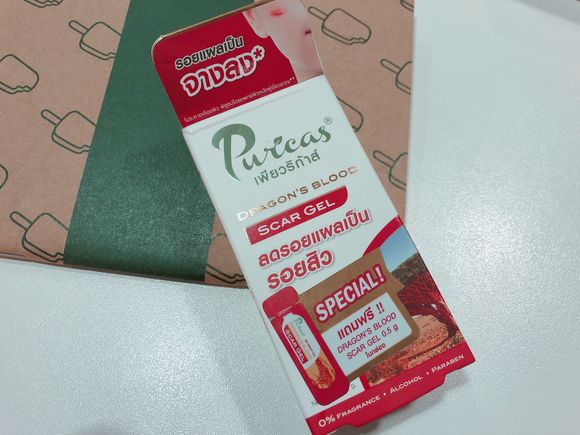 รอยแผลเป็น
จางลง*
Puricas®
เพียวริก้าส์
DRAGON'S BLOOD
SCAR GEL
ลดรอยแผลเป็น
รอยสิว
SPECIAL!
แถมฟรี !!
DRAGON'S BLOOD
SCAR GEL 0.5 g
ในกล่อง
SCAR GEL
0% FRAGRANCE • ALCOHOL • PARABEN